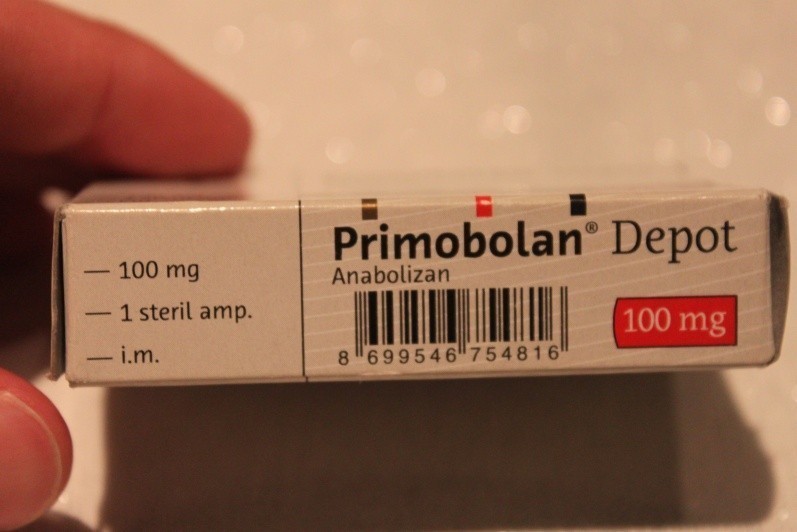 — 100 mg
— 1 steril amp.
— i.m.
Primobolan® Depot
Anabolizan
100 mg
8 699546 754816